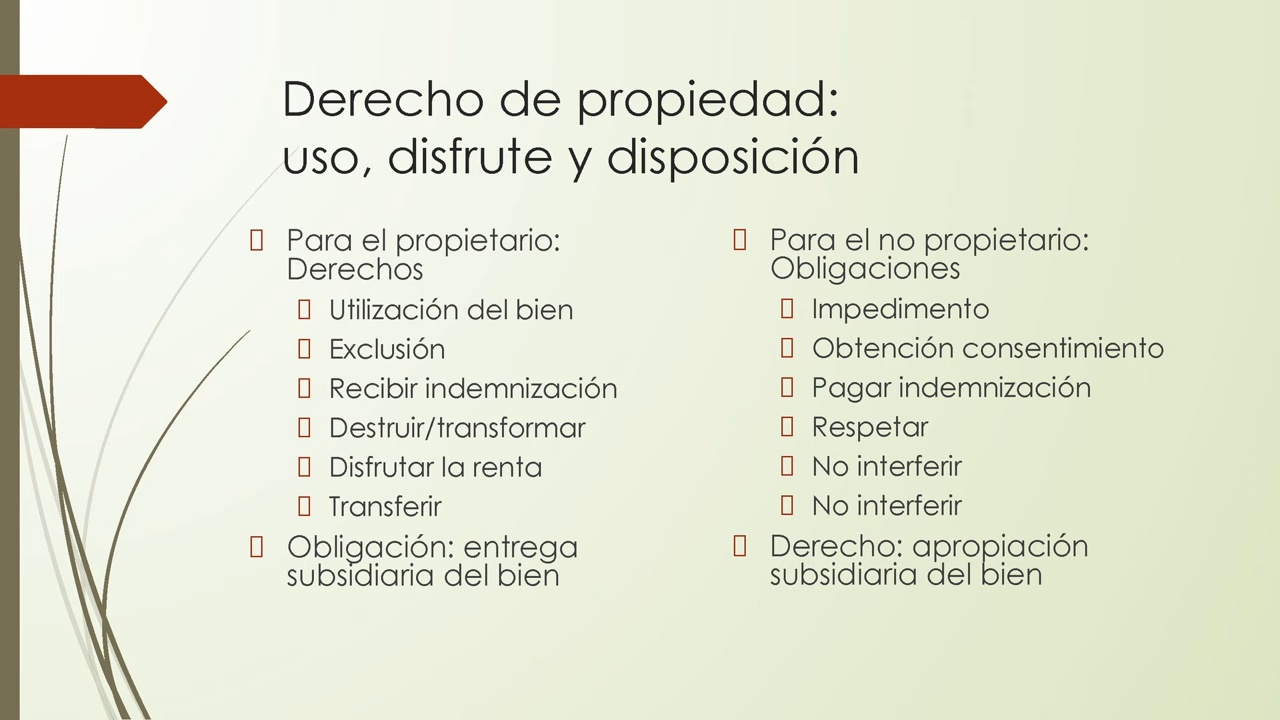 Derecho de propiedad:
uso, disfrute y disposición
Para el propietario:
Derechos
Utilización del bien
Exclusión
Recibir indemnización
Destruir/transformar
Disfrutar la renta
Transferir
Obligación: entrega
subsidiaria del bien
Para el no propietario:
Obligaciones
Impedimento
Obtención consentimiento
Pagar indemnización
Respetar
No interferir
No interferir
Derecho: apropiación
subsidiaria del bien